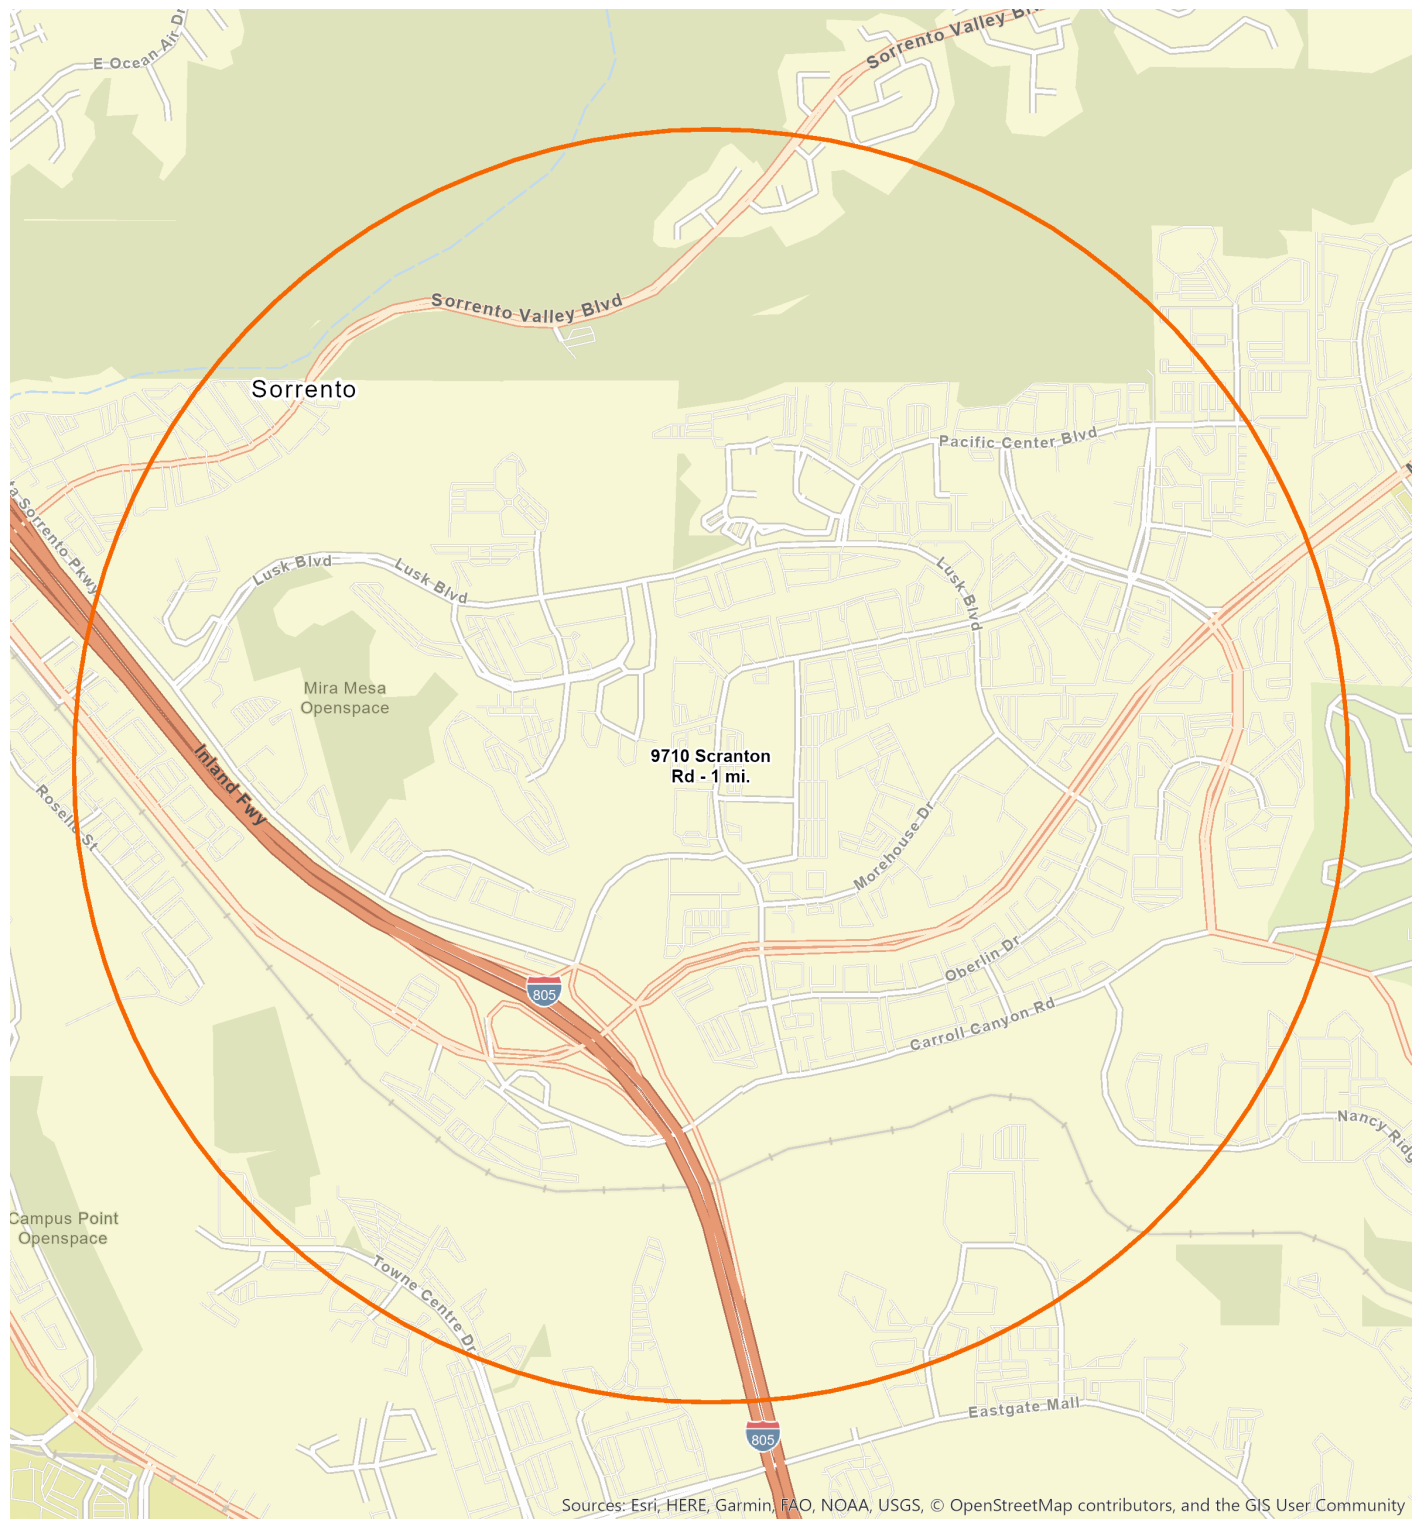 Sorrento Valley Bl
E Ocean Air D
Sorrento Valley Blvd
Sorrento
Pacific Center Blvd
ta Sorrento Pkwy
Lusk Blvd
Lusk Blvd
Lusk Blvd
Mira Mesa
Openspace
9710 Scranton
Rd - 1 mi.
Inland Fwy
Roselle St
Morehouse Dr
Oberlin Dr
805
Carroll Canyon Rd
Nancy Ridg
Campus Point
Openspace
Towne Centre Dr
Eastgate Mall
805
Sources: Esri, HERE, Garmin, FAO, NOAA, USGS, © OpenStreetMap contributors, and the GIS User Community